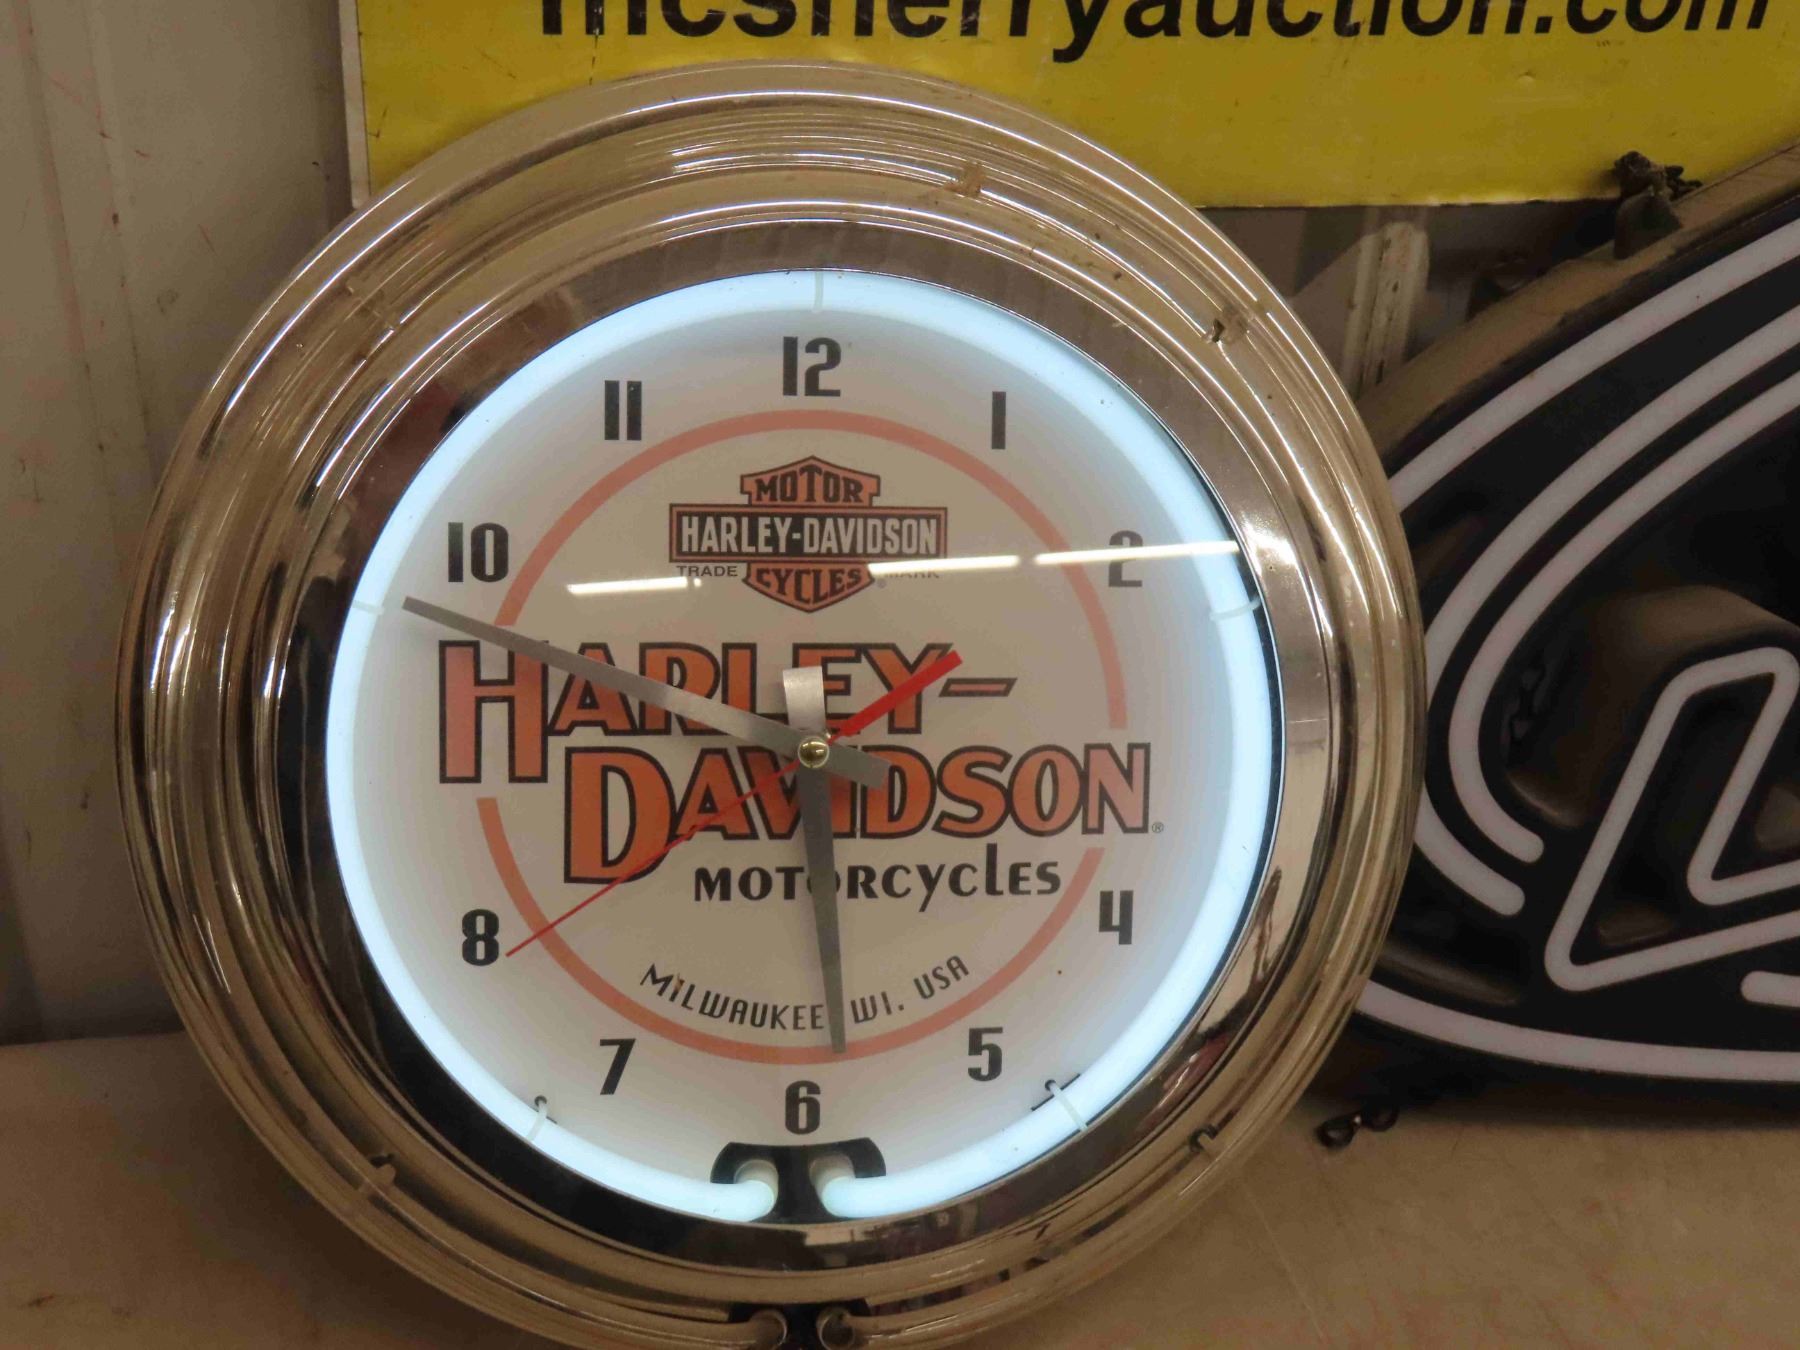 mcsherryauction.com
12
11
1
10
2
MOTOR
HARLEY-DAVIDSON
TRADE MARK
CYCLES ®
HARLEY-
DAVIDSON®
MOTORCYCLES
8
4
MILWAUKEE WI. USA
7
5
6